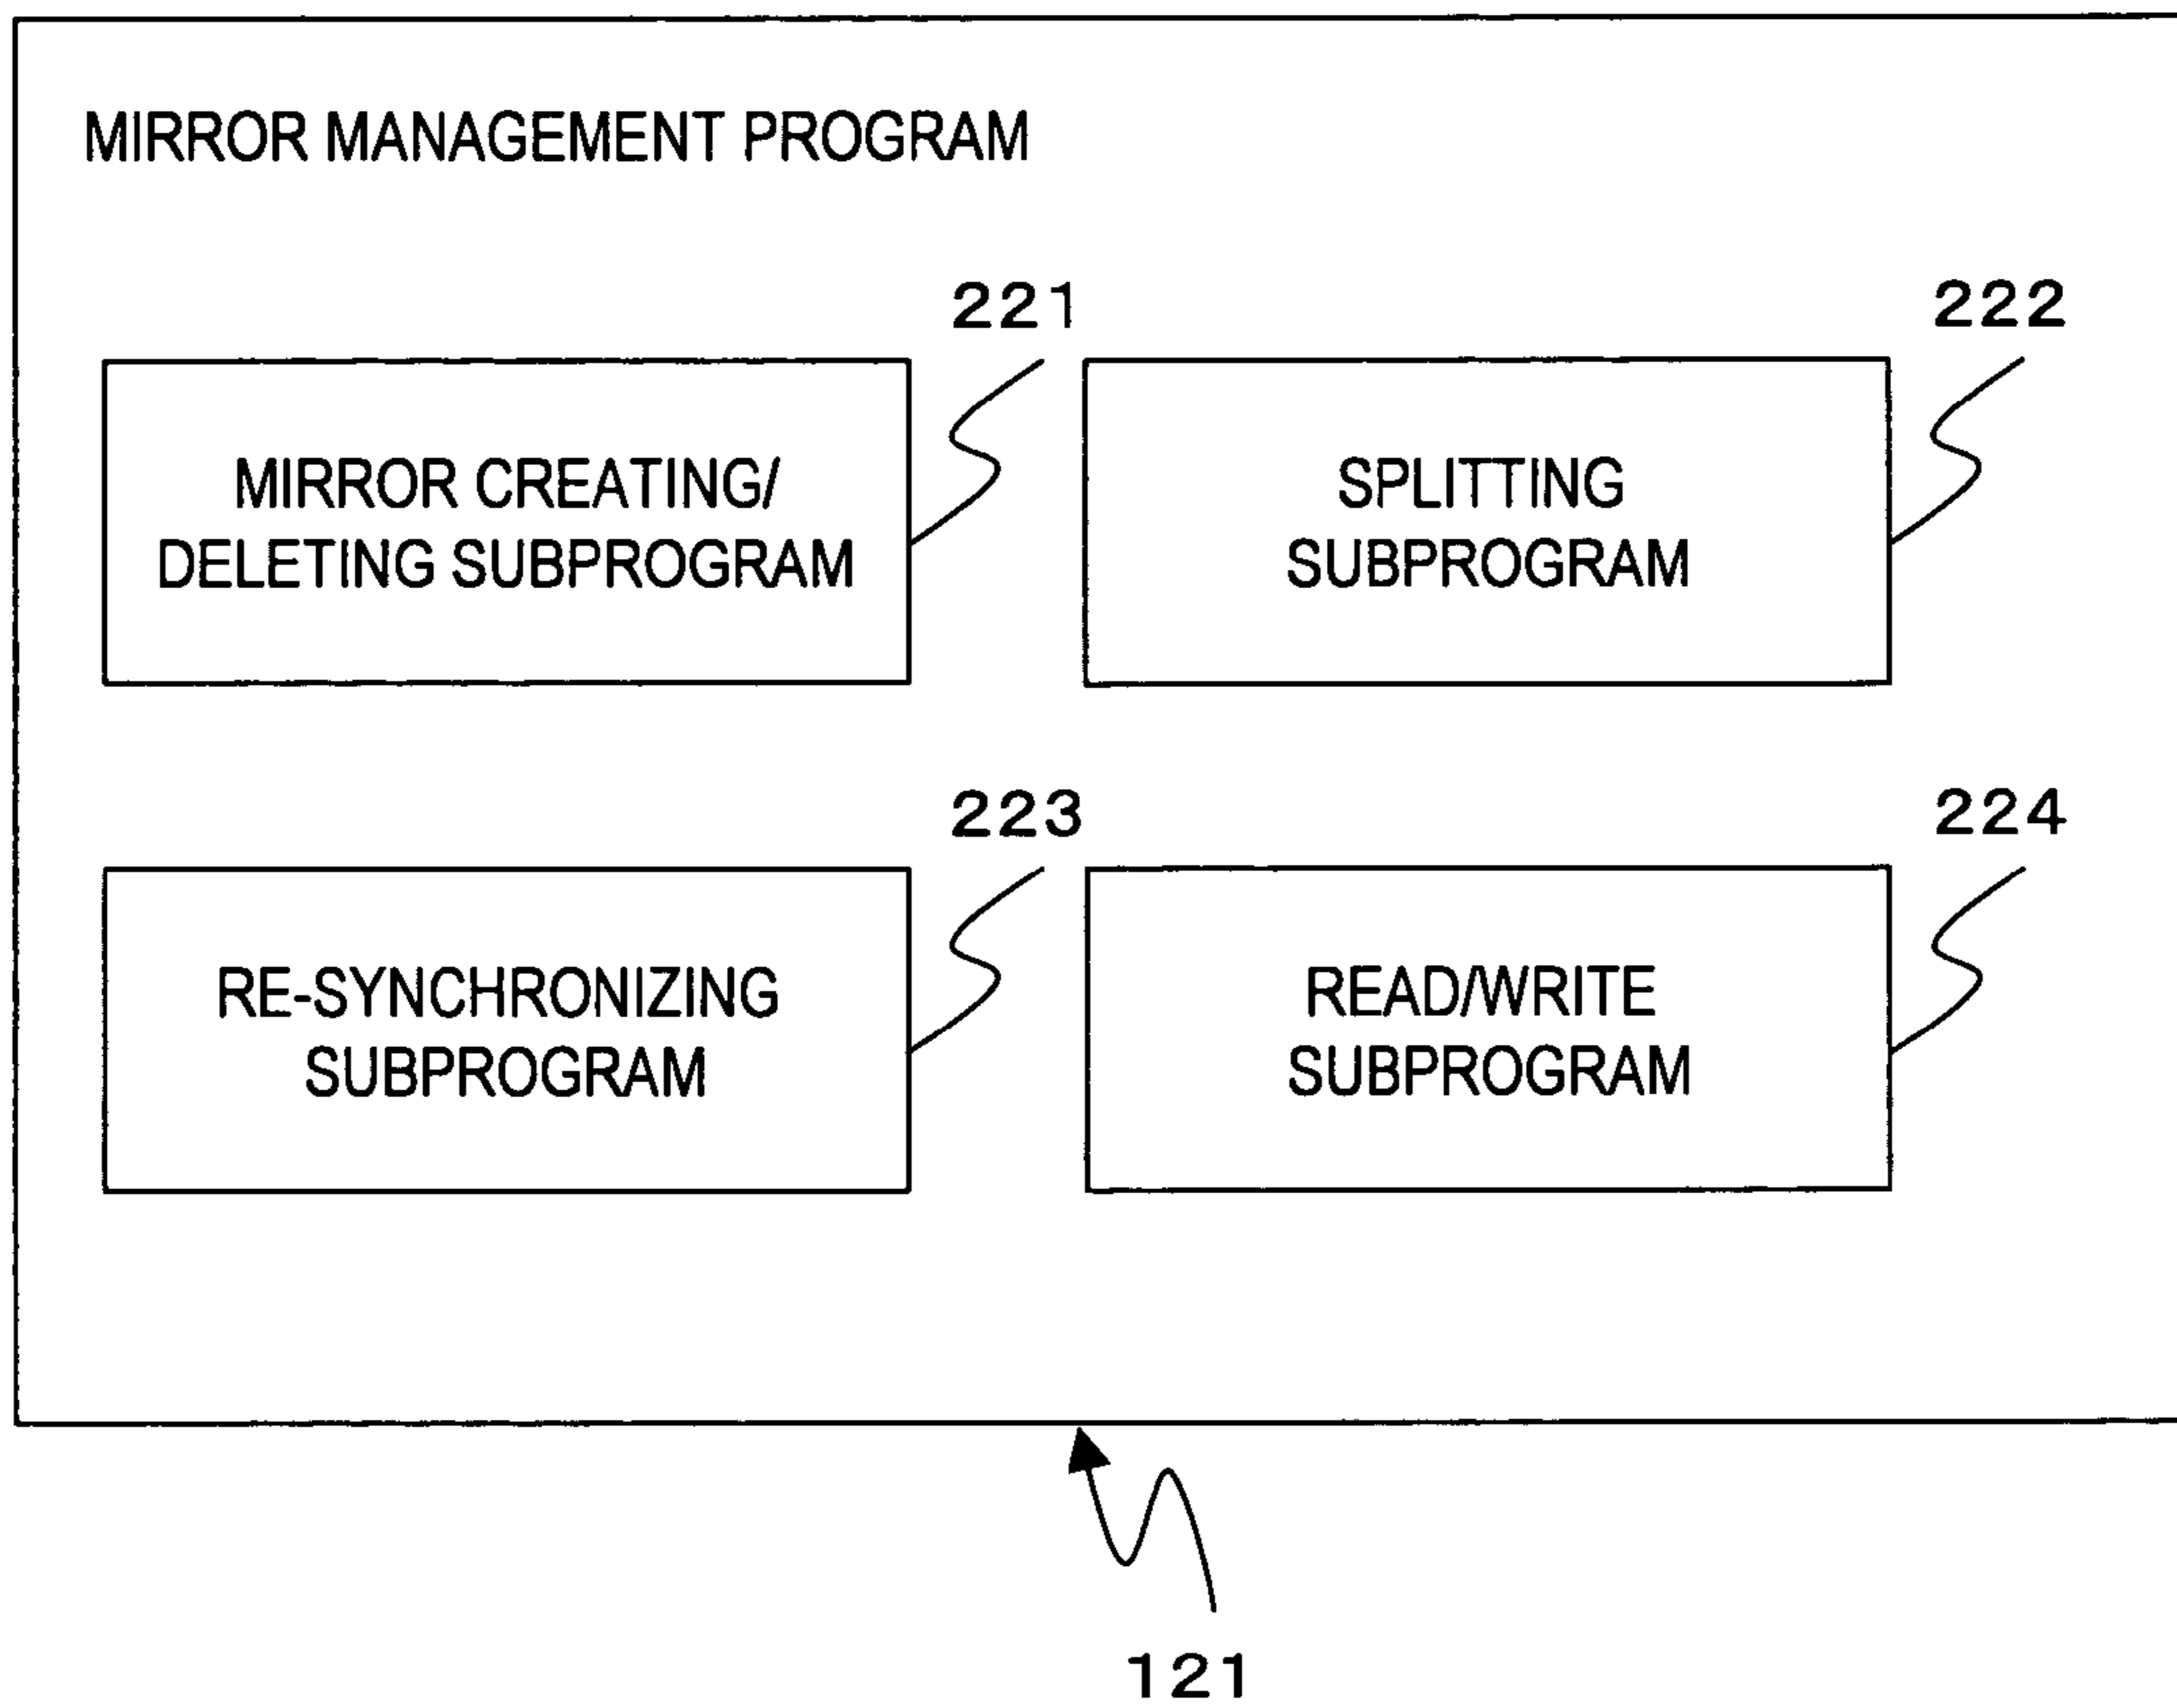 MIRROR MANAGEMENT PROGRAM
221
222
MIRROR CREATING/
DELETING SUBPROGRAM
SPLITTING
SUBPROGRAM
223
224
RE-SYNCHRONIZING
SUBPROGRAM
READ/WRITE
SUBPROGRAM
121